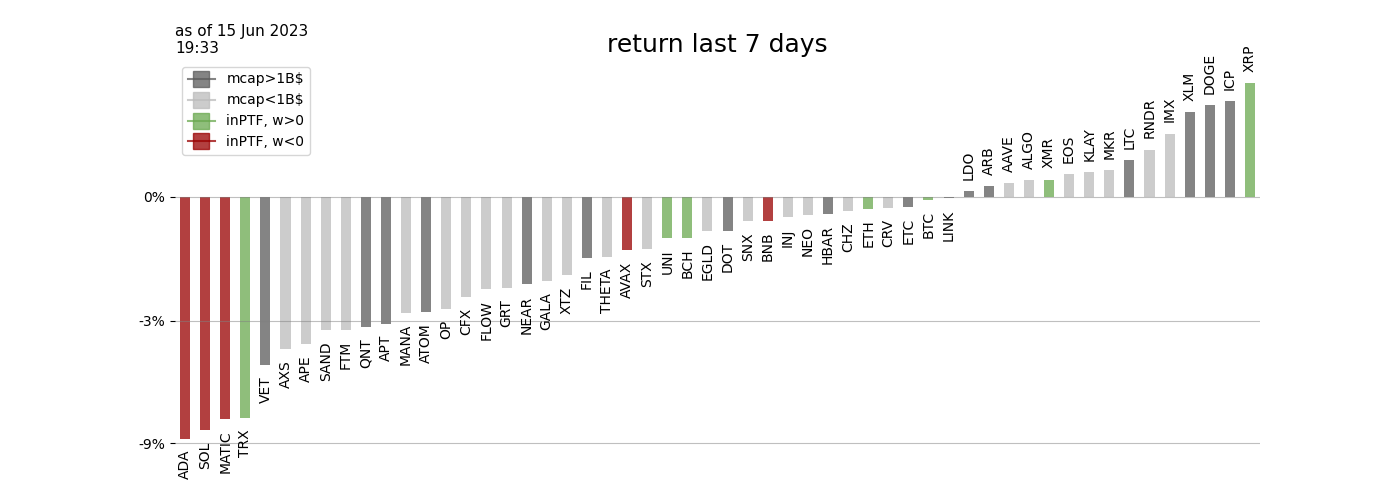 as of 15 Jun 2023
19:33
return last 7 days
mcap>1B$
mcap<1B$
inPTF, w>0
inPTF, w<0
0%
-3%
-9%
ADA
SOL
MATIC
TRX
VET
AXS
APE
SAND
FTM
QNT
APT
MANA
ATOM
OP
CFX
FLOW
GRT
NEAR
GALA
XTZ
FIL
THETA
AVAX
STX
UNI
BCH
EGLD
DOT
SNX
BNB
INJ
NEO
HBAR
CHZ
ETH
CRV
ETC
BTC
LINK
LDO
ARB
AAVE
ALGO
XMR
EOS
KLAY
MKR
LTC
RNDR
IMX
XLM
DOGE
ICP
XRP